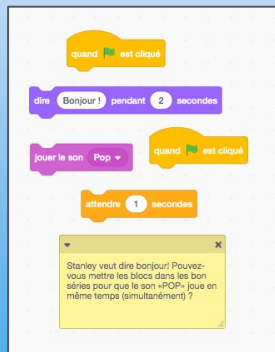 quand est cliqué
dire Bonjour! pendant 2 secondes
jouer le son Pop
quand est cliqué
attendre 1 secondes
Stanley veut dire bonjour! Pouvez-
vous mettre les blocs dans les bon
séries pour que le son «POP» joue en
même temps (simultanément) ?